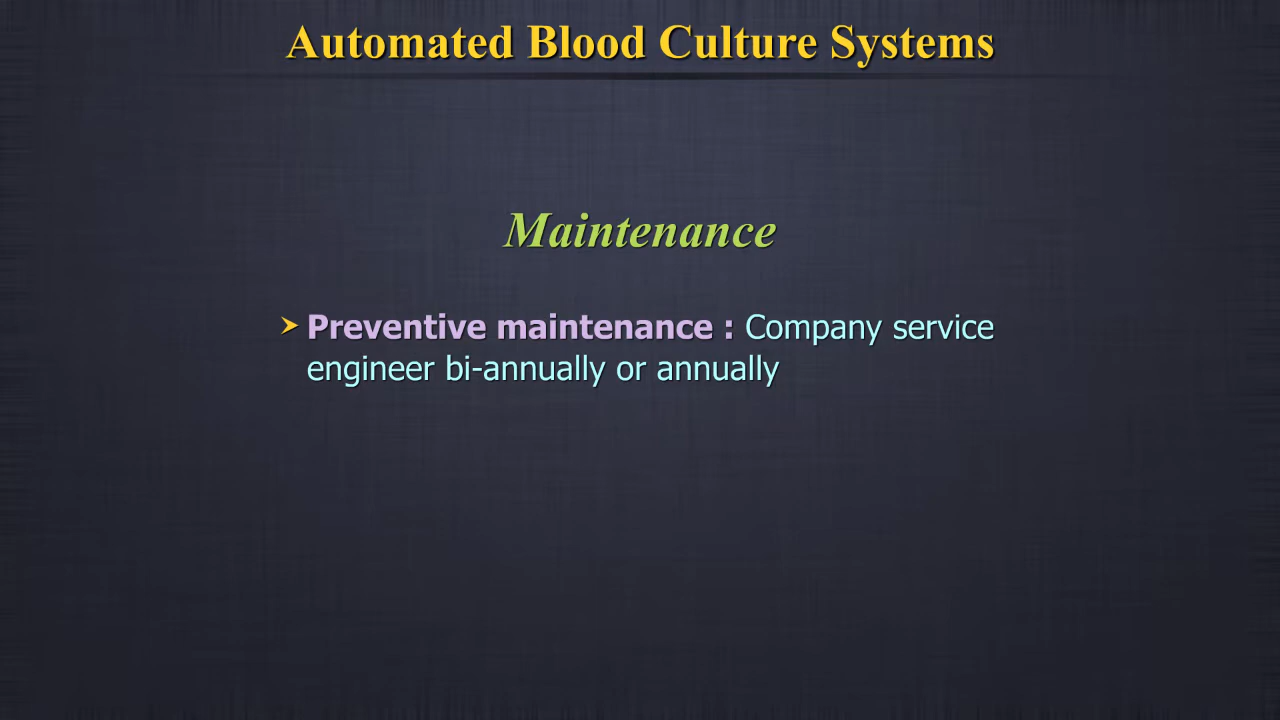 Automated Blood Culture Systems
Maintenance
➤ Preventive maintenance : Company service
engineer bi-annually or annually